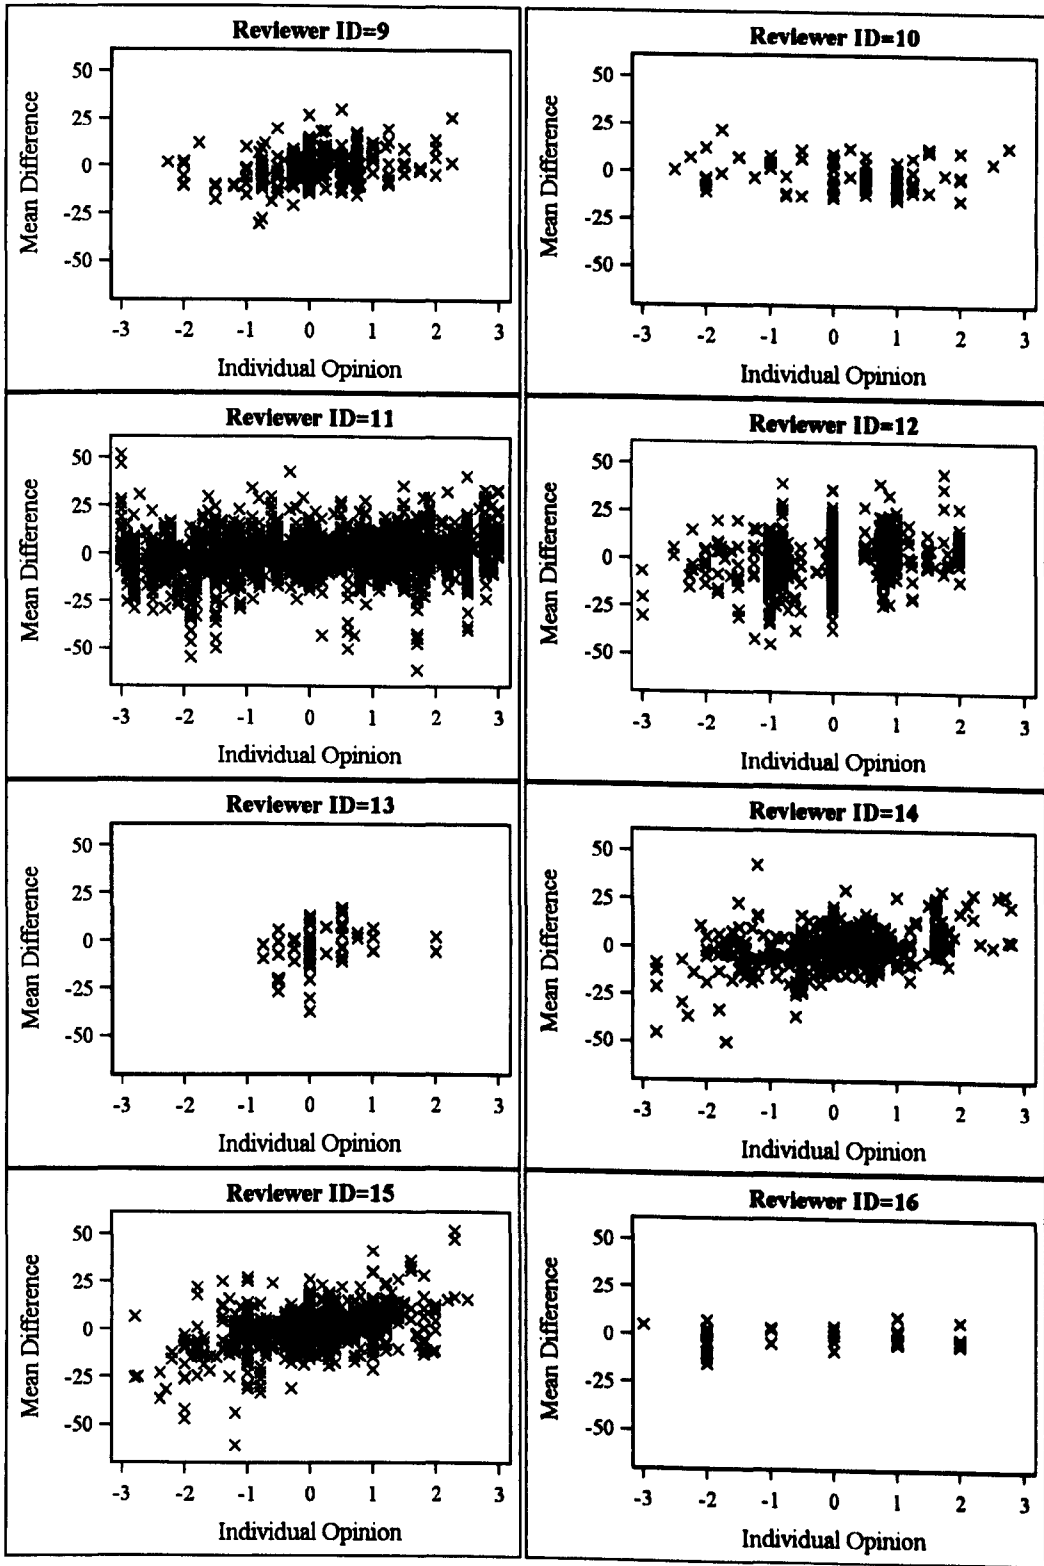 Reviewer ID=9
Mean Difference
50
25
0
-25
-50
-3 -2 -1 0 1 2 3
Individual Opinion
Reviewer ID=10
Mean Difference
50
25
0
-25
-50
-3 -2 -1 0 1 2 3
Individual Opinion
Reviewer ID=11
Mean Difference
50
25
0
-25
-50
-3 -2 -1 0 1 2 3
Individual Opinion
Reviewer ID=12
Mean Difference
50
25
0
-25
-50
-3 -2 -1 0 1 2 3
Individual Opinion
Reviewer ID=13
Mean Difference
50
25
0
-25
-50
-3 -2 -1 0 1 2 3
Individual Opinion
Reviewer ID=14
Mean Difference
50
25
0
-25
-50
-3 -2 -1 0 1 2 3
Individual Opinion
Reviewer ID=15
Mean Difference
50
25
0
-25
-50
-3 -2 -1 0 1 2 3
Individual Opinion
Reviewer ID=16
Mean Difference
50
25
0
-25
-50
-3 -2 -1 0 1 2 3
Individual Opinion